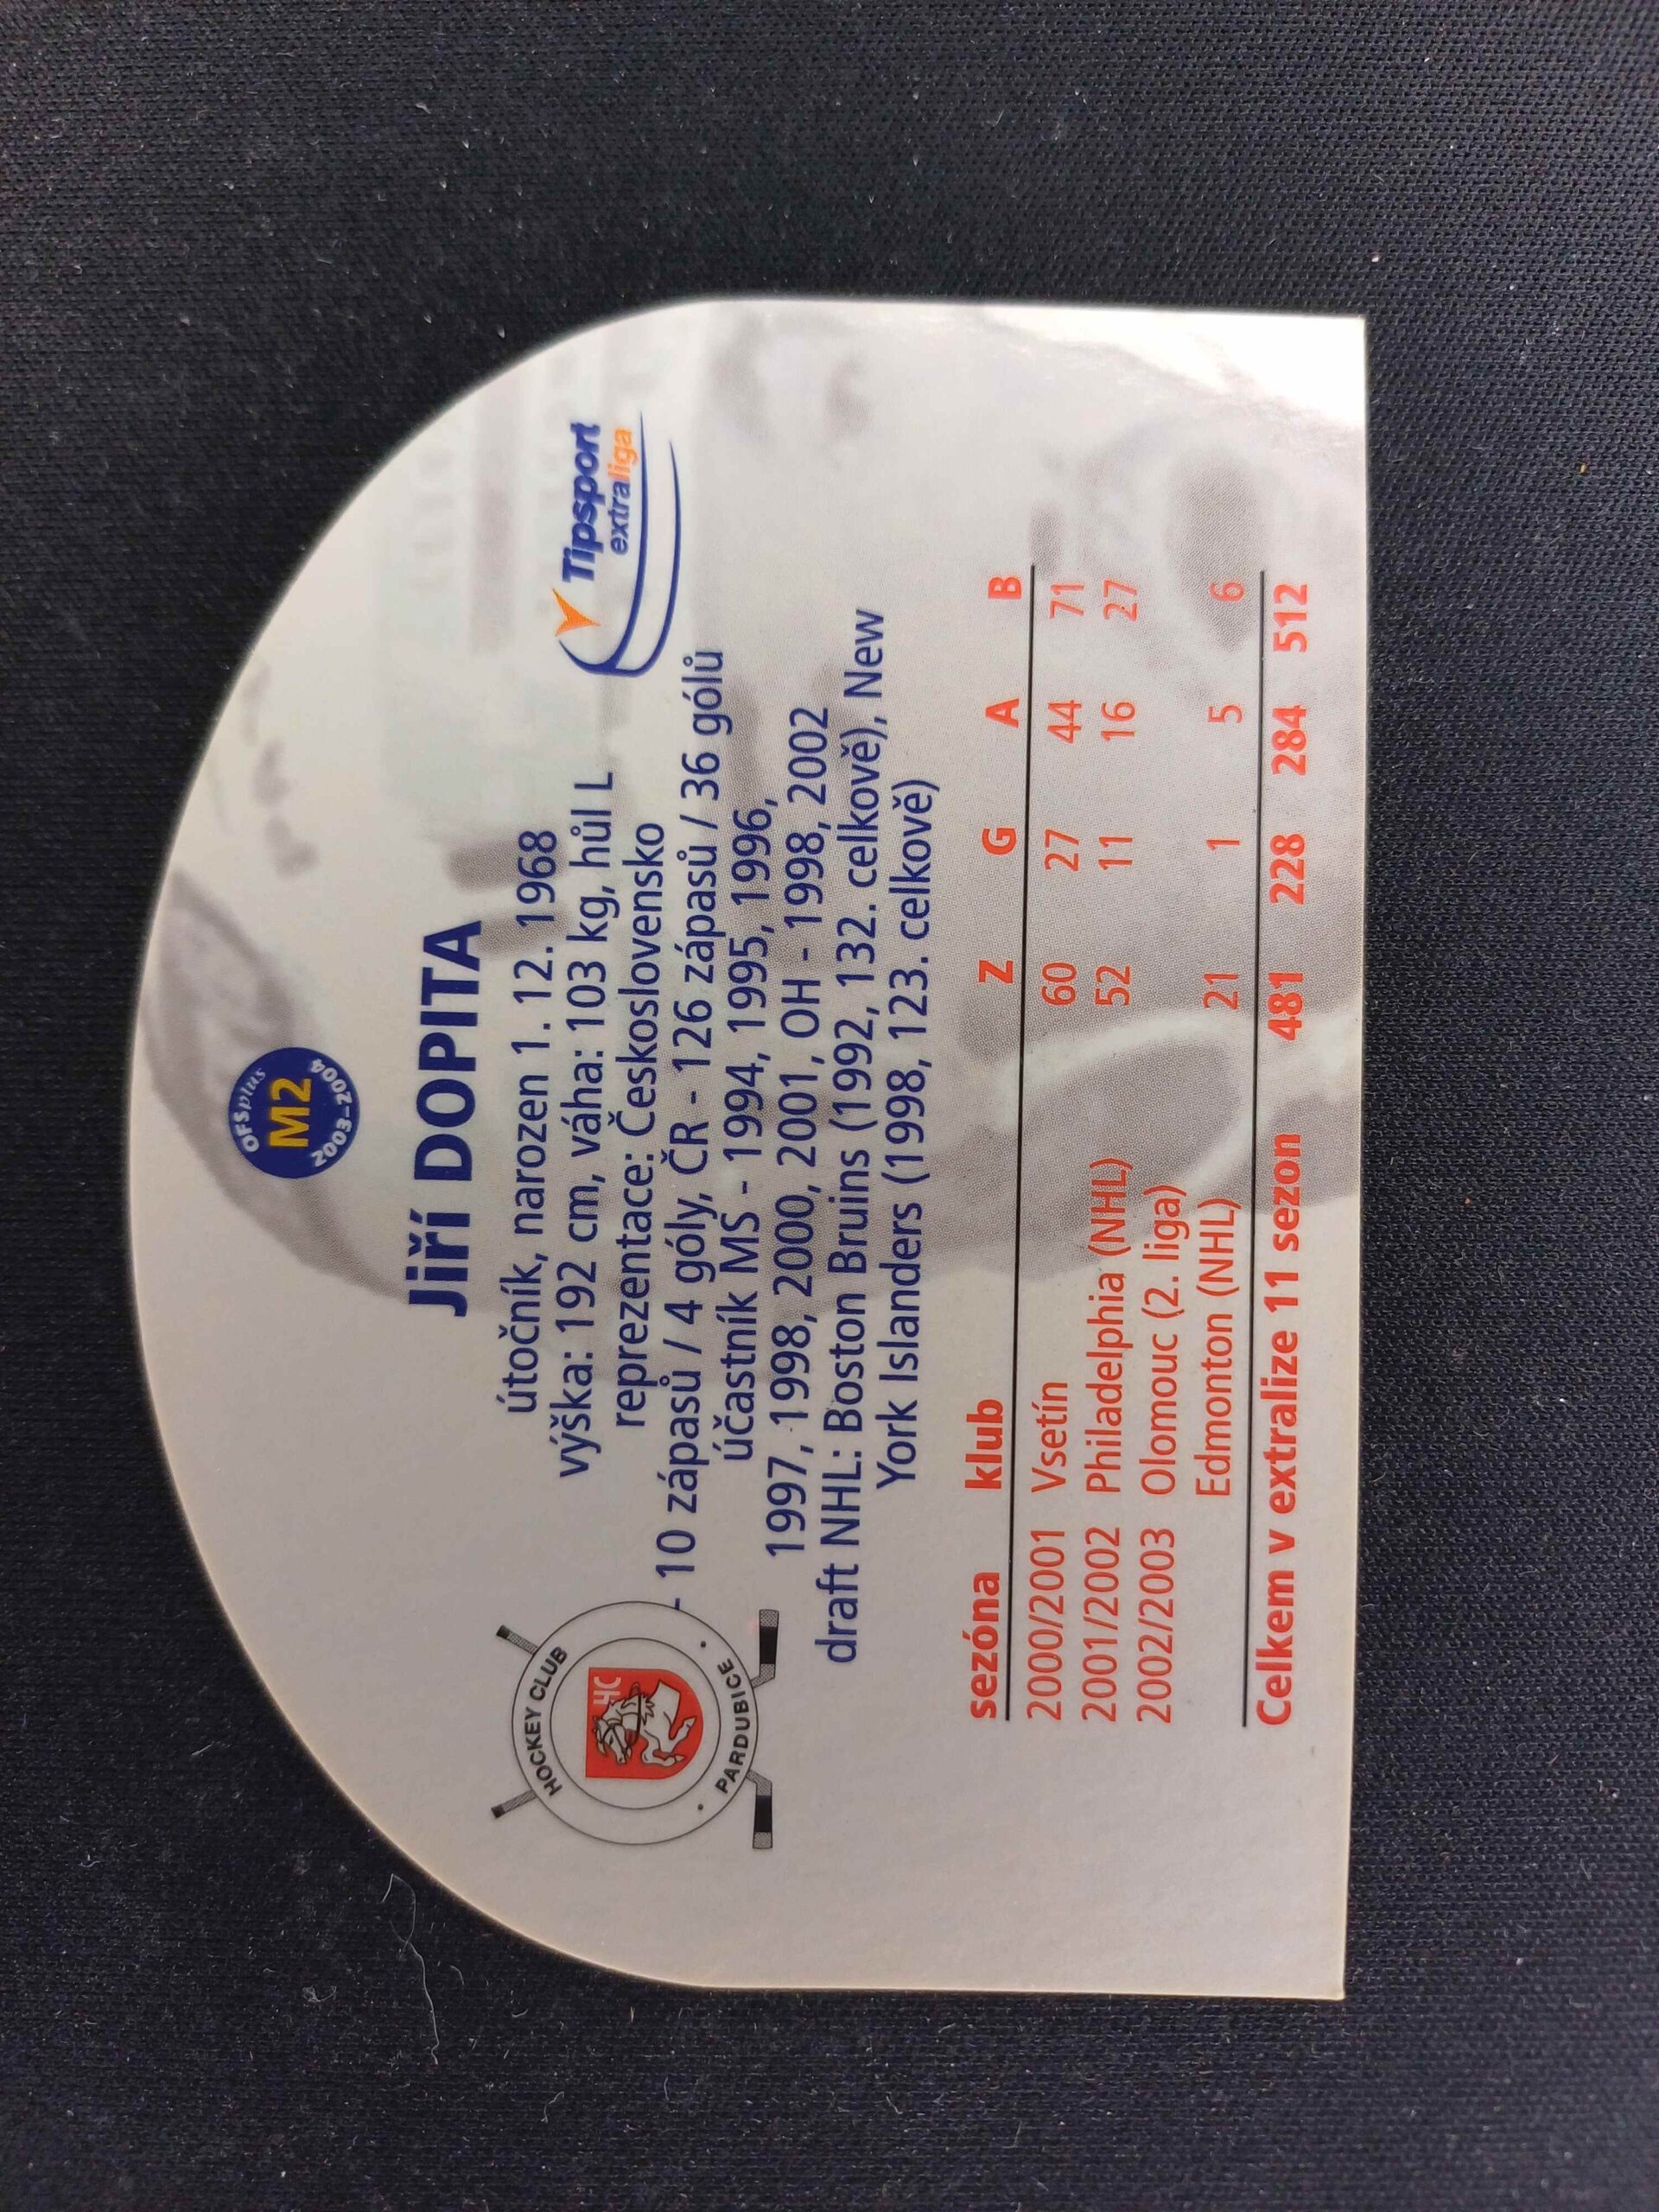 OFSplus
M2
2003-2004
Jiří DOPITA
útočník, narozen 1. 12. 1968
výška: 192 cm, váha: 103 kg, hůl L
reprezentace: Československo
- 10 zápasů / 4 góly, ČR - 126 zápasů / 36 gólů
účastník MS - 1994, 1995, 1996,
1997, 1998, 2000, 2001, OH - 1998, 2002
draft NHL: Boston Bruins (1992, 132. celkově), New
York Islanders (1998, 123. celkově)
HOCKEY CLUB
HC
• PARDUBICE •
Tipsport
extraliga
sezóna klub Z G A B
2000/2001 Vsetín 60 27 44 71
2001/2002 Philadelphia (NHL) 52 11 16 27
2002/2003 Olomouc (2. liga)
Edmonton (NHL) 21 1 5 6
Celkem v extralize 11 sezon 481 228 284 512